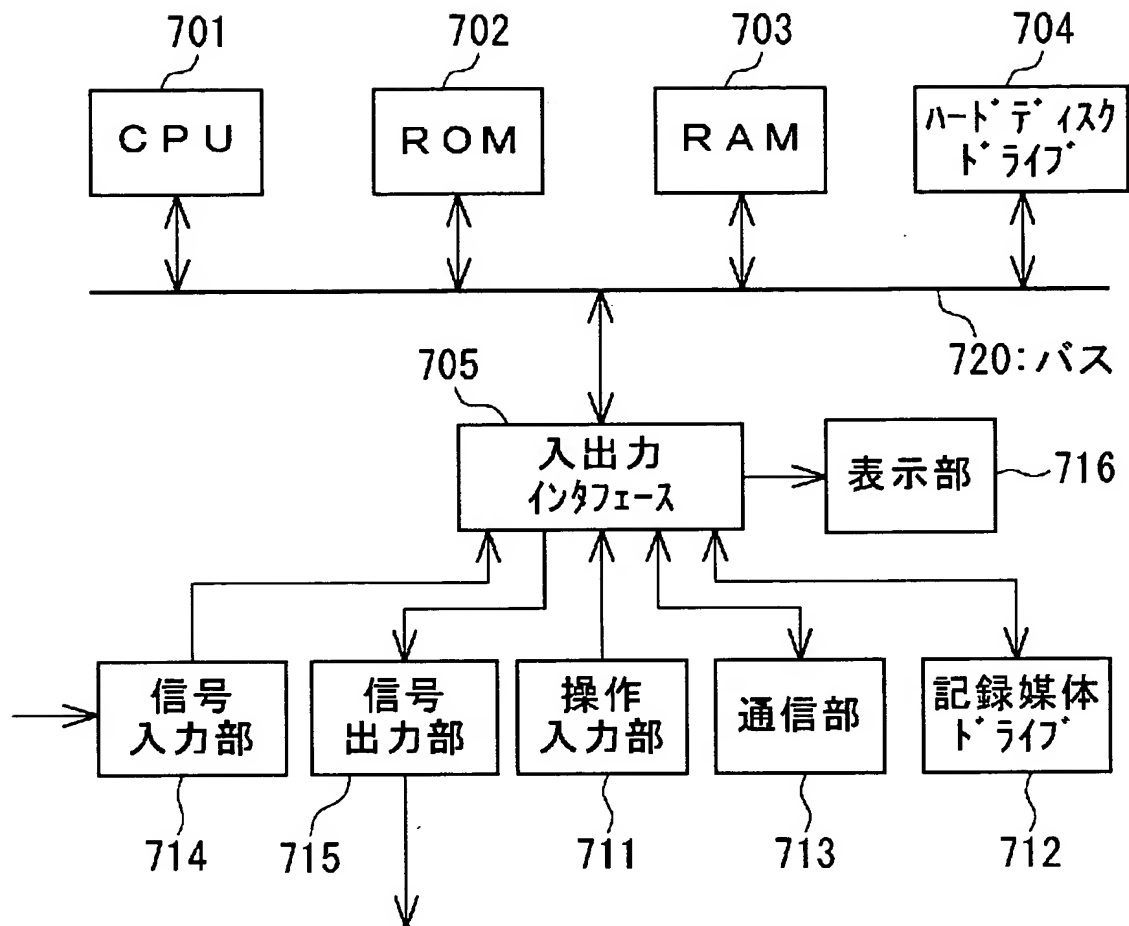 701
702
703
704
CPU
ROM
RAM
ハードディスク
ドライブ
720:バス
705
入出力
インタフェース
表示部
716
信号
入力部
信号
出力部
操作
入力部
通信部
記録媒体
ドライブ
714
715
711
713
712